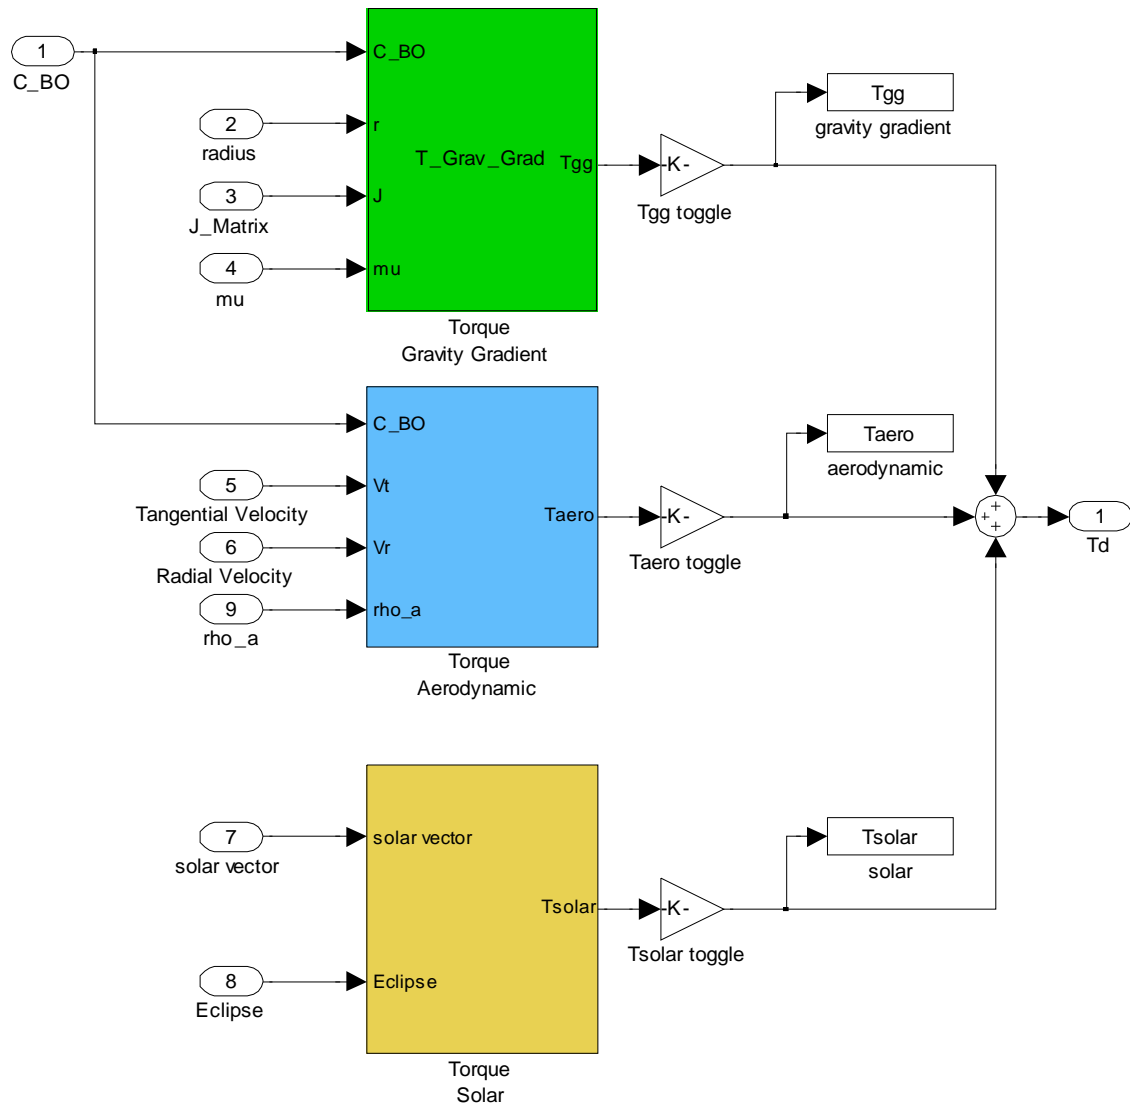 1
C_BO
2
radius
3
J_Matrix
4
mu
C_BO
r
J
mu
T_Grav_Grad
Tgg
Torque
Gravity Gradient
-K-
Tgg toggle
Tgg
gravity gradient
5
Tangential Velocity
6
Radial Velocity
9
rho_a
C_BO
Vt
Vr
rho_a
Taero
Torque
Aerodynamic
-K-
Taero toggle
Taero
aerodynamic
+
+
+
1
Td
7
solar vector
8
Eclipse
solar vector
Eclipse
Tsolar
Torque
Solar
-K-
Tsolar toggle
Tsolar
solar